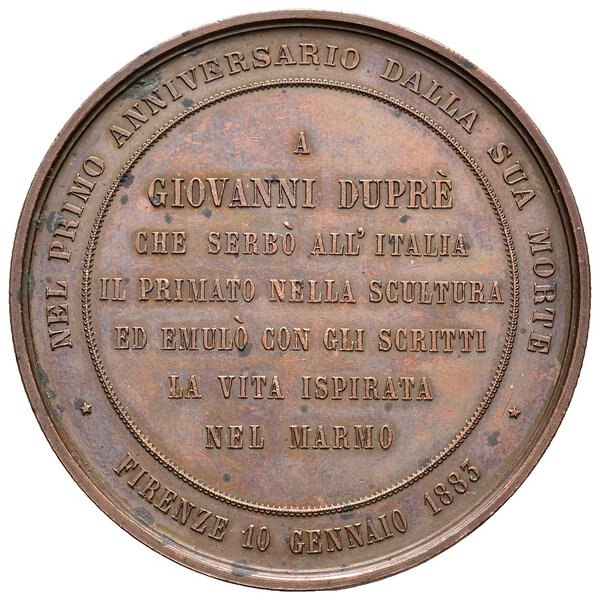 NEL PRIMO ANNIVERSARIO DALLA SUA MORTE
A
GIOVANNI DUPRÈ
CHE SERBÒ ALL'ITALIA
IL PRIMATO NELLA SCULTURA
ED EMULÒ CON GLI SCRITTI
LA VITA ISPIRATA
NEL MARMO
FIRENZE 10 GENNAIO 1883